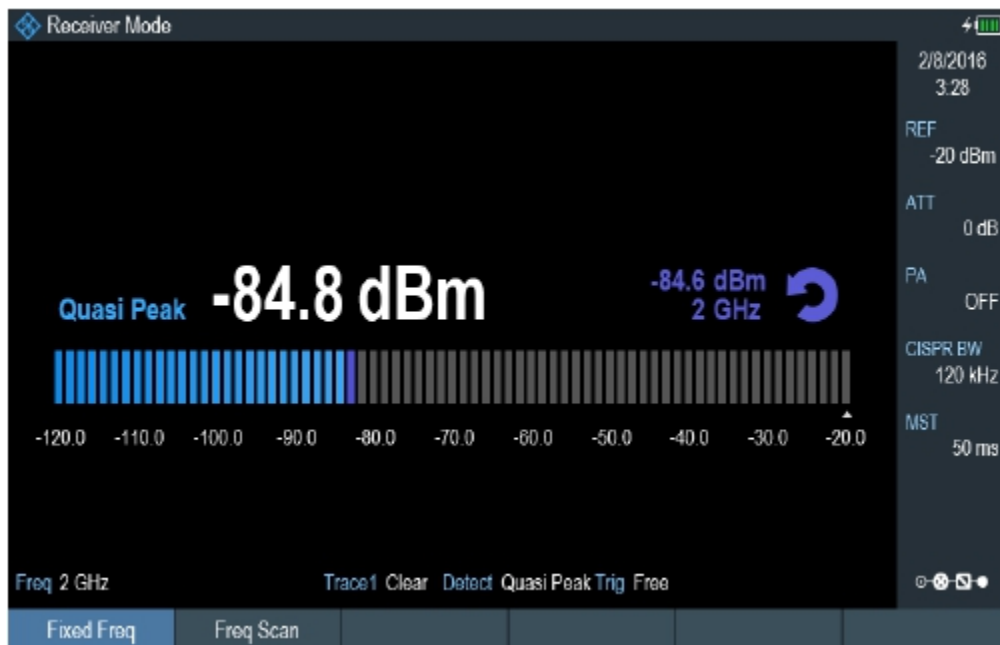 Receiver Mode
2/8/2016
3:28
REF
-20 dBm
ATT
0 dB
PA
OFF
CISPR BW
120 kHz
MST
50 ms
Quasi Peak -84.8 dBm
-84.6 dBm
2 GHz
-120.0 -110.0 -100.0 -90.0 -80.0 -70.0 -60.0 -50.0 -40.0 -30.0 -20.0
Freq 2 GHz Trace1 Clear Detect Quasi Peak Trig Free
Fixed Freq Freq Scan